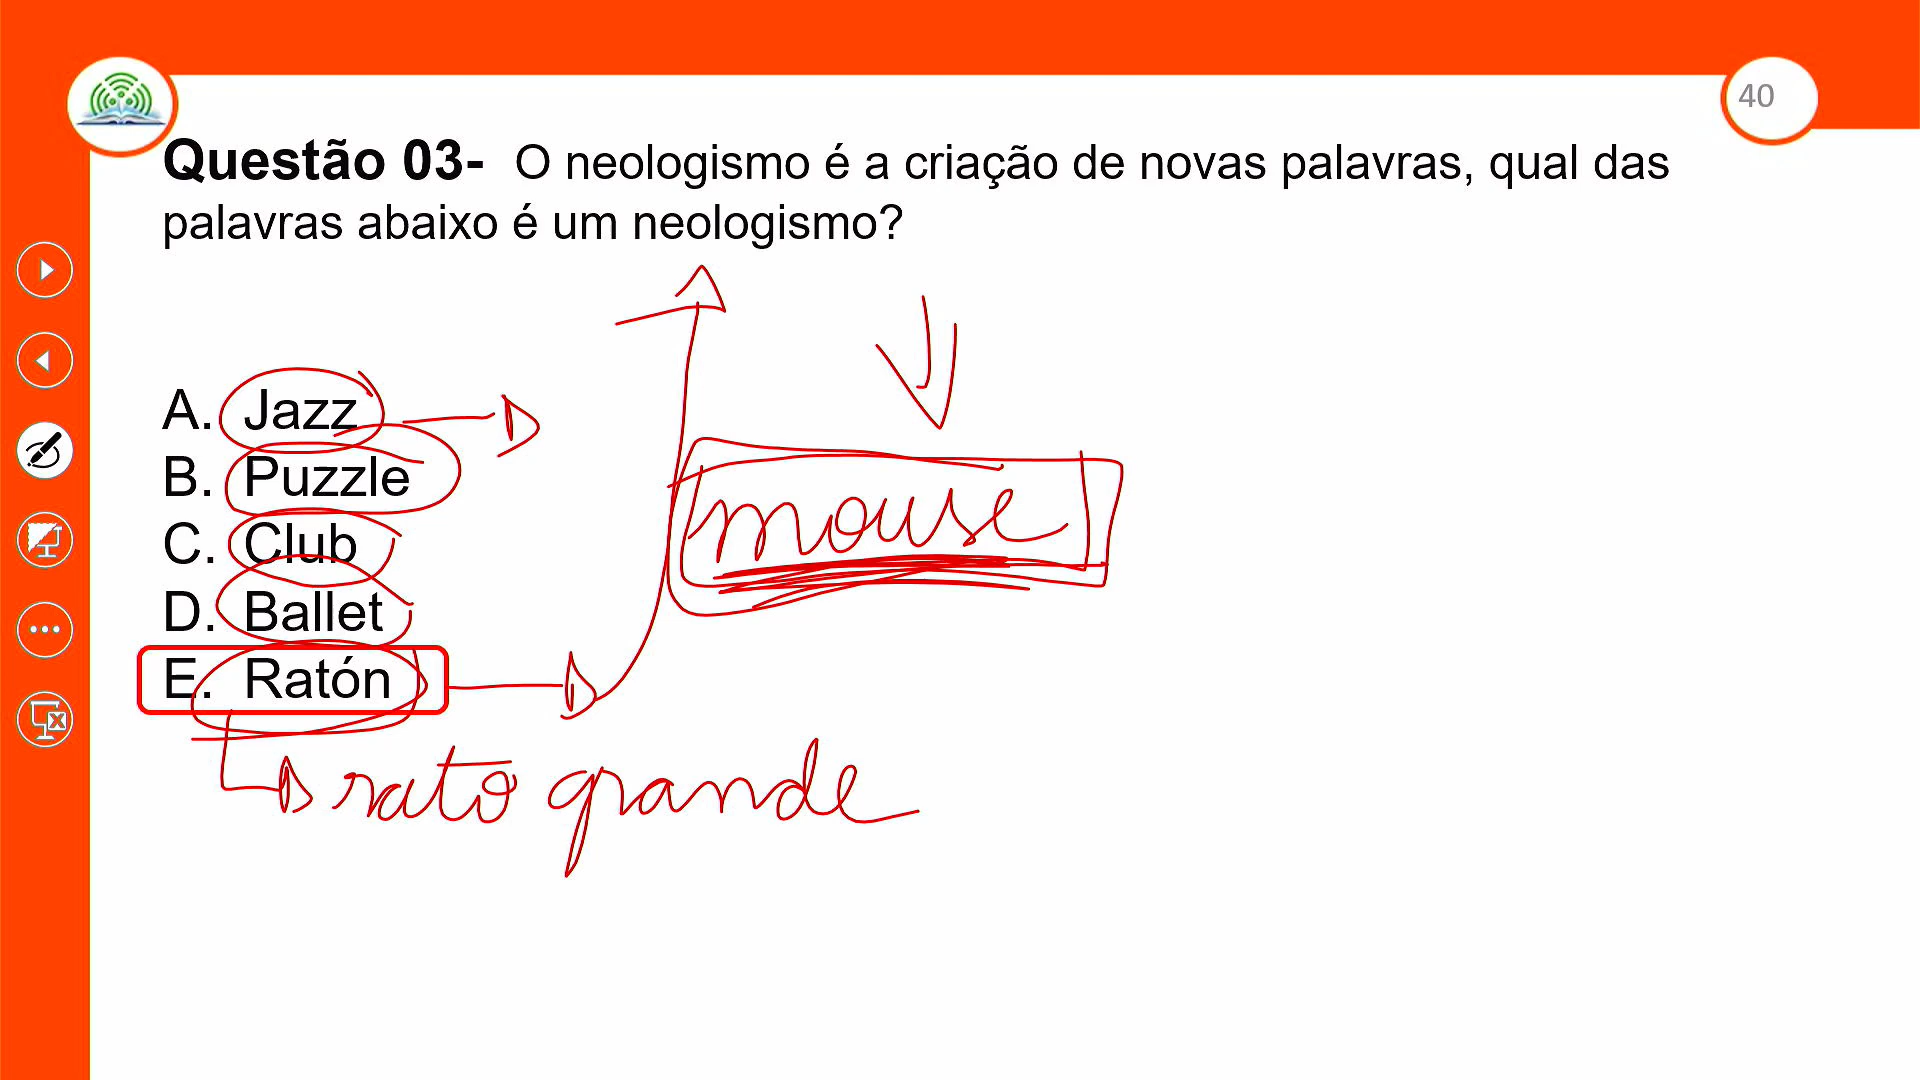 40
Questão 03- O neologismo é a criação de novas palavras, qual das
palavras abaixo é um neologismo?
A. Jazz
B. Puzzle
C. Club
D. Ballet
E. Ratón
mouse
rato grande